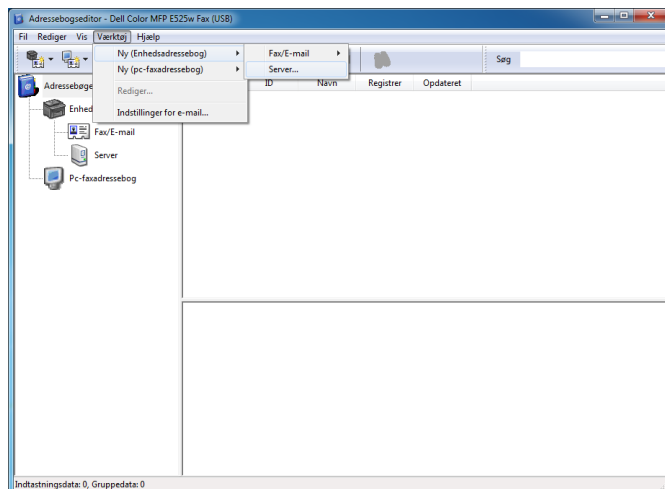 Adressebogseditor - Dell Color MFP E525w Fax (USB)
Fil Rediger Vis Værktøj Hjælp
Ny (Enhedsadressebog)
Ny (pc-faxadressebog)
Rediger...
Indstillinger for e-mail...
Fax/E-mail
Server...
Søg
Adressebøge
Enhed
Fax/E-mail
Server
Pc-faxadressebog
ID Navn Registrer Opdateret
Indtastningsdata: 0, Gruppedata: 0